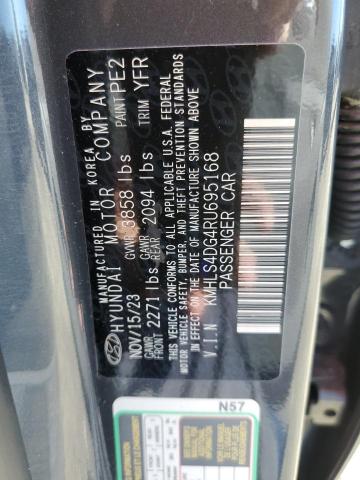 MANUFACTURED IN KOREA BY
HYUNDAI MOTOR COMPANY
NOV/15/23 GVWR 3858 lbs PAINT PE2
GAWR FRONT 2271 lbs. GAWR REAR 2094 lbs TRIM YFR
THIS VEHICLE CONFORMS TO ALL APPLICABLE U.S.A. FEDERAL
MOTOR VEHICLE SAFETY, BUMPER, AND THEFT PREVENTION STANDARDS
IN EFFECT ON THE DATE OF MANUFACTURE SHOWN ABOVE.
V.I.N KMHLS4DG4RU695168
PASSENGER CAR
N57